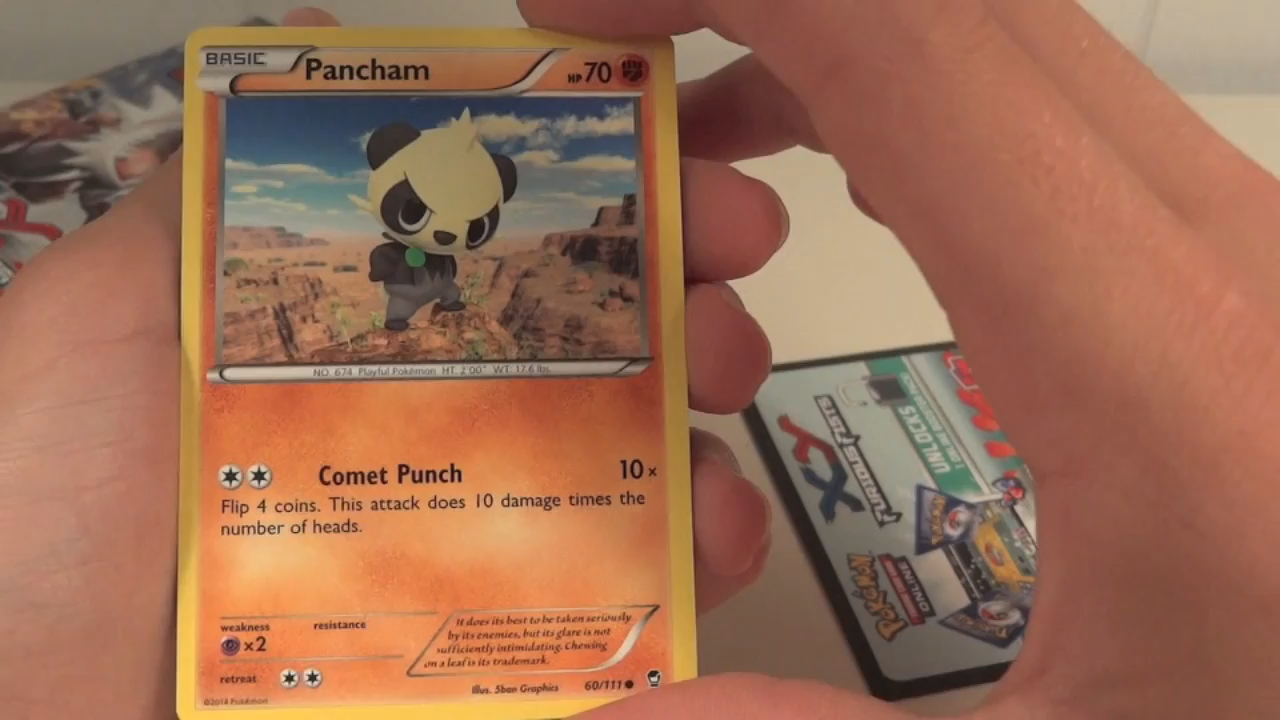 BASIC
Pancham
HP 70
NO. 674 Playful Pokémon HT: 2'00" WT: 17.6 lbs.
Comet Punch 10×
Flip 4 coins. This attack does 10 damage times the
number of heads.
weakness
×2
resistance
retreat
It does its best to be taken seriously
by its enemies, but its glare is not
sufficiently intimidating. Chewing
on a leaf is its trademark.
Illus. 5ban Graphics
60/111
©2014 Pokémon
UNLOCKS
XY
FURIOUS FISTS
POKéMON
ONLINE